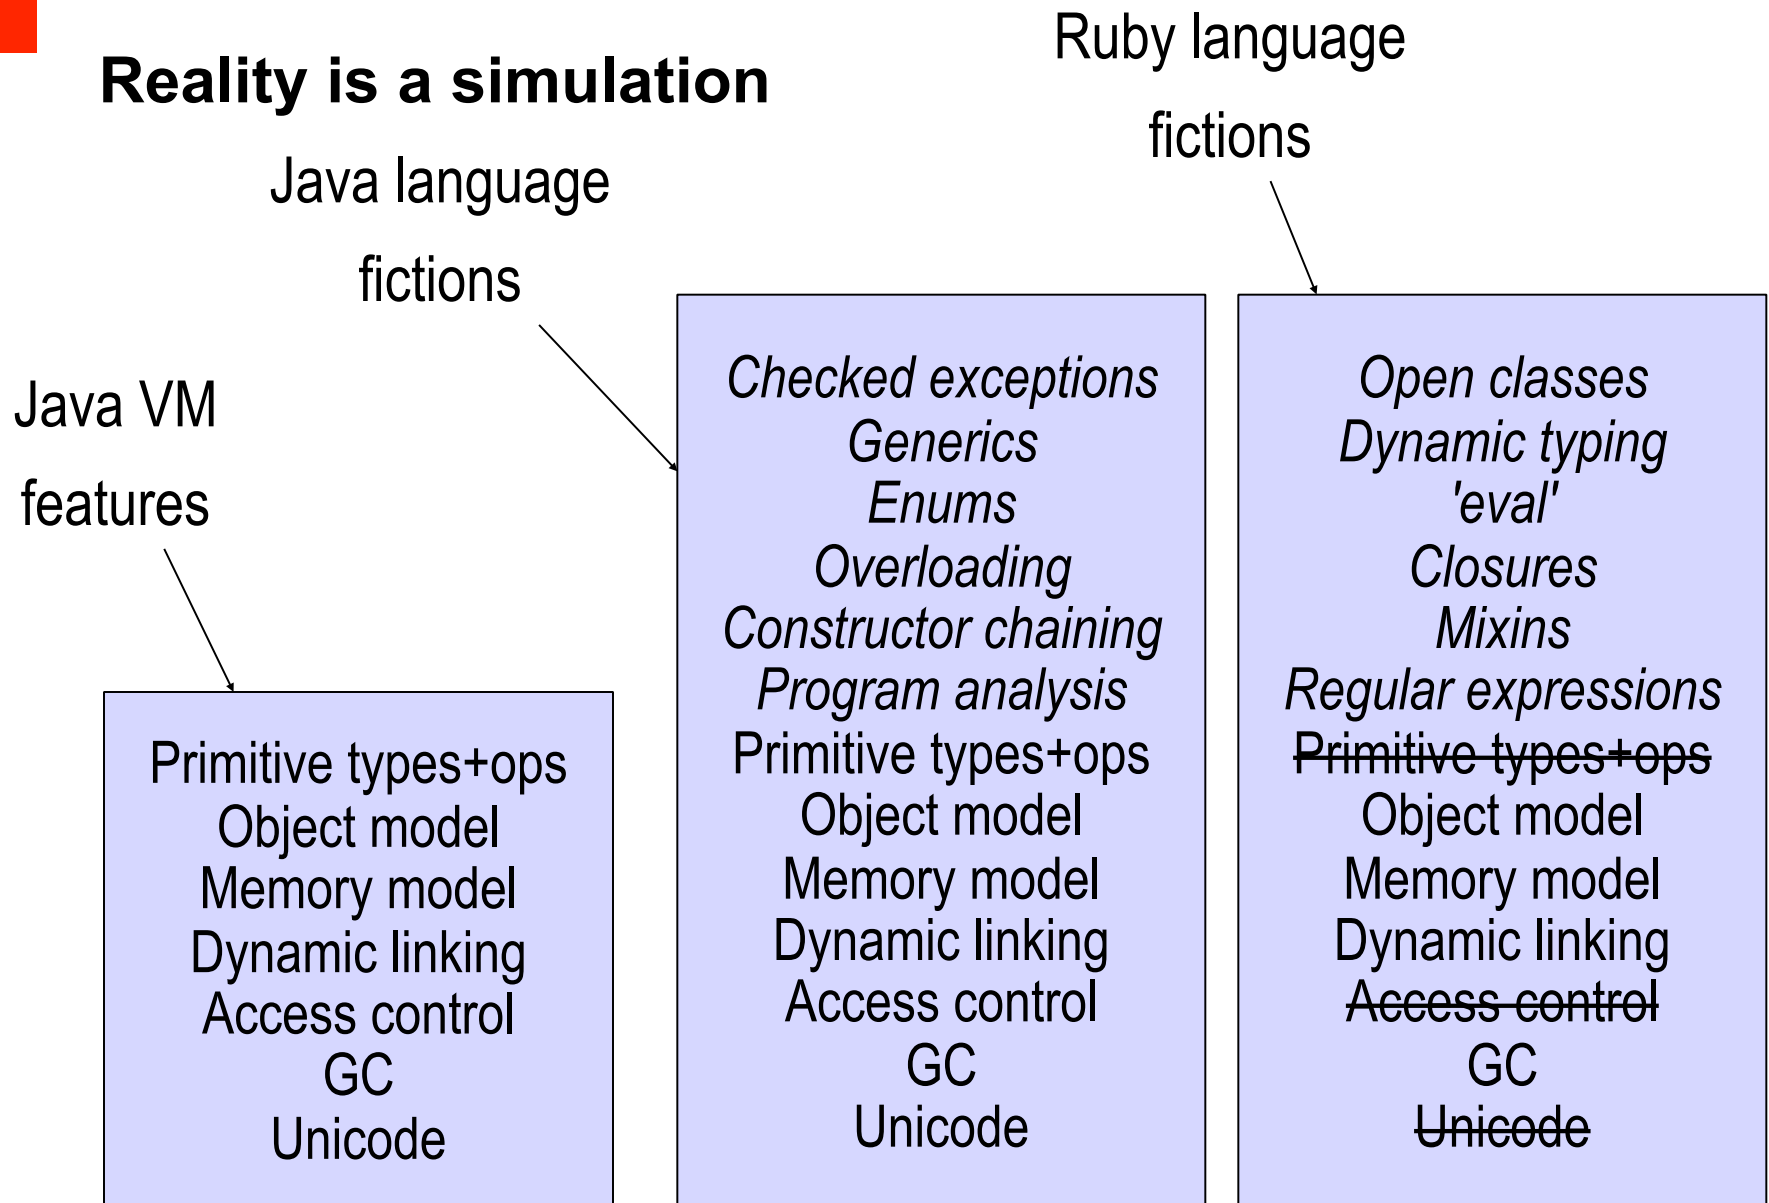 Reality is a simulation
Java language
fictions
Ruby language
fictions
Java VM
features
Primitive types+ops
Object model
Memory model
Dynamic linking
Access control
GC
Unicode
Checked exceptions
Generics
Enums
Overloading
Constructor chaining
Program analysis
Primitive types+ops
Object model
Memory model
Dynamic linking
Access control
GC
Unicode
Open classes
Dynamic typing
'eval'
Closures
Mixins
Regular expressions
Primitive types+ops
Object model
Memory model
Dynamic linking
Access control
GC
Unicode